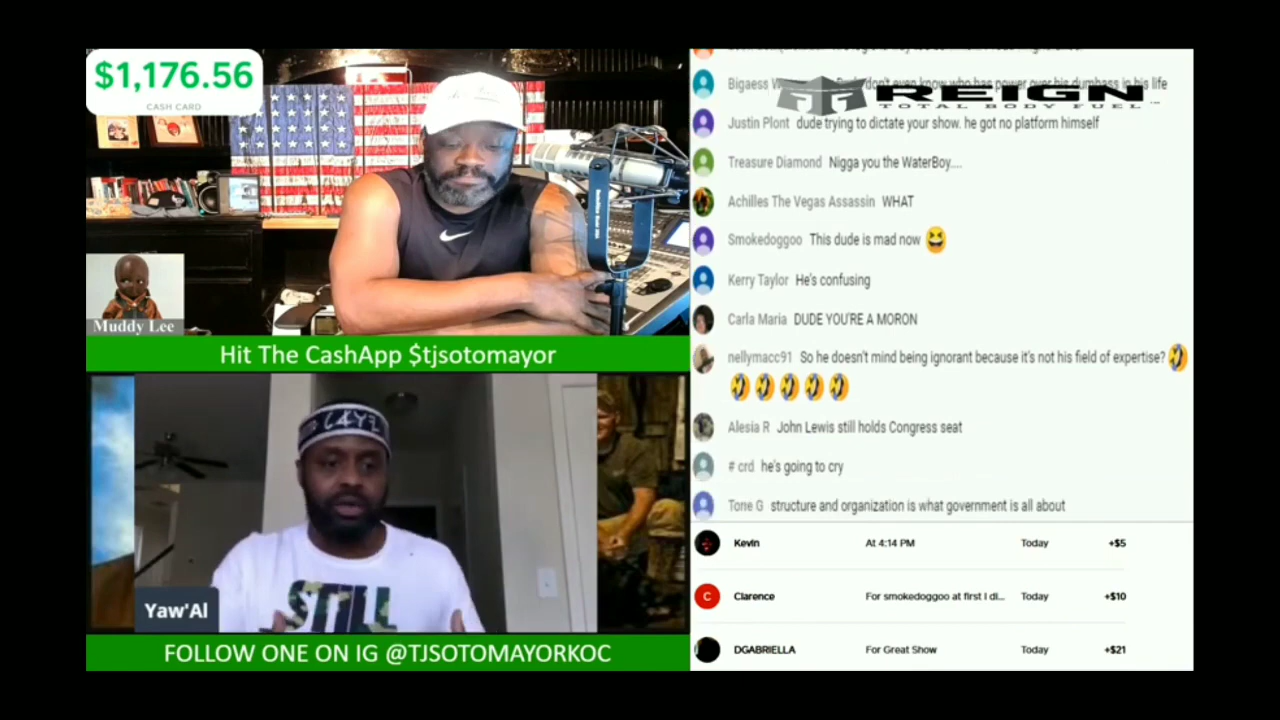 $1,176.56
CASH CARD
Muddy Lee
Hit The CashApp $tjsotomayor
STILL
Yaw'Al
FOLLOW ONE ON IG @TJSOTOMAYORKOC
Bigaess don't even know who has power over his dumbass in his life
REIGN
TOTAL BODY FUEL
Justin Plont dude trying to dictate your show. he got no platform himself
Treasure Diamond Nigga you the WaterBoy....
Achilles The Vegas Assassin WHAT
Smokedoggoo This dude is mad now 😆
Kerry Taylor He's confusing
Carla Maria DUDE YOU'RE A MORON
nellymacc91 So he doesn't mind being ignorant because it's not his field of expertise? 🤣
🤣🤣🤣🤣🤣
Alesia R John Lewis still holds Congress seat
# crd he's going to cry
Tone G structure and organization is what government is all about
Kevin At 4:14 PM Today +$5
Clarence For smokedoggoo at first I di... Today +$10
DGABRIELLA For Great Show Today +$21